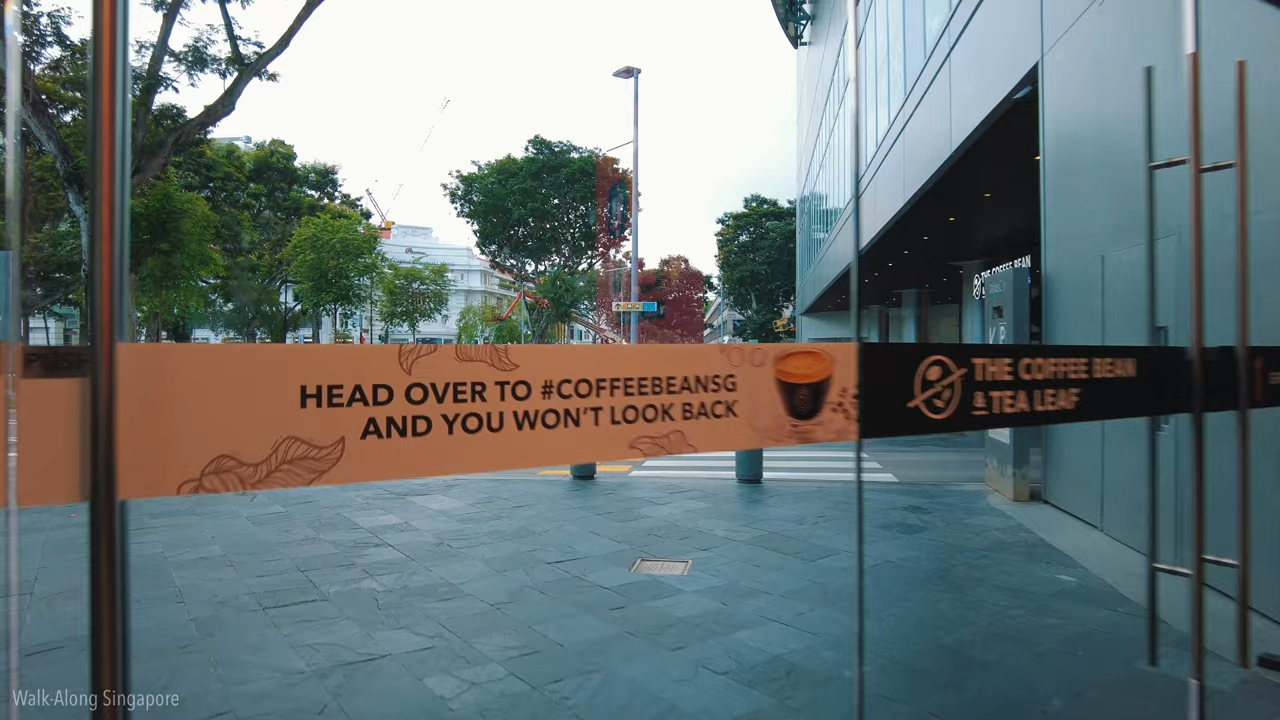 THE COFFEE BEAN
HEAD OVER TO #COFFEEBEANSG
AND YOU WON'T LOOK BACK
THE COFFEE BEAN
& TEA LEAF
Walk-Along Singapore